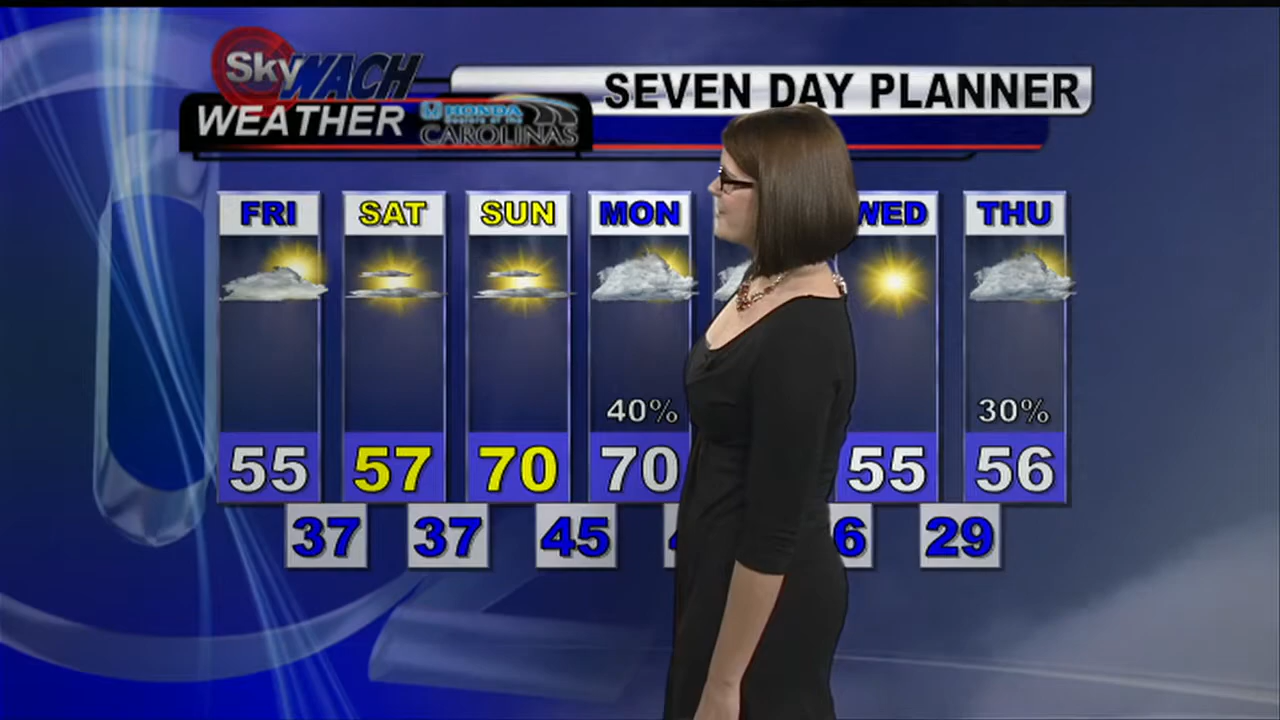 SkyWACH
WEATHER
HONDA
Dealers of the
CAROLINAS
SEVEN DAY PLANNER
FRI SAT SUN MON WED THU
40% 30%
55 57 70 70 55 56
37 37 45 6 29